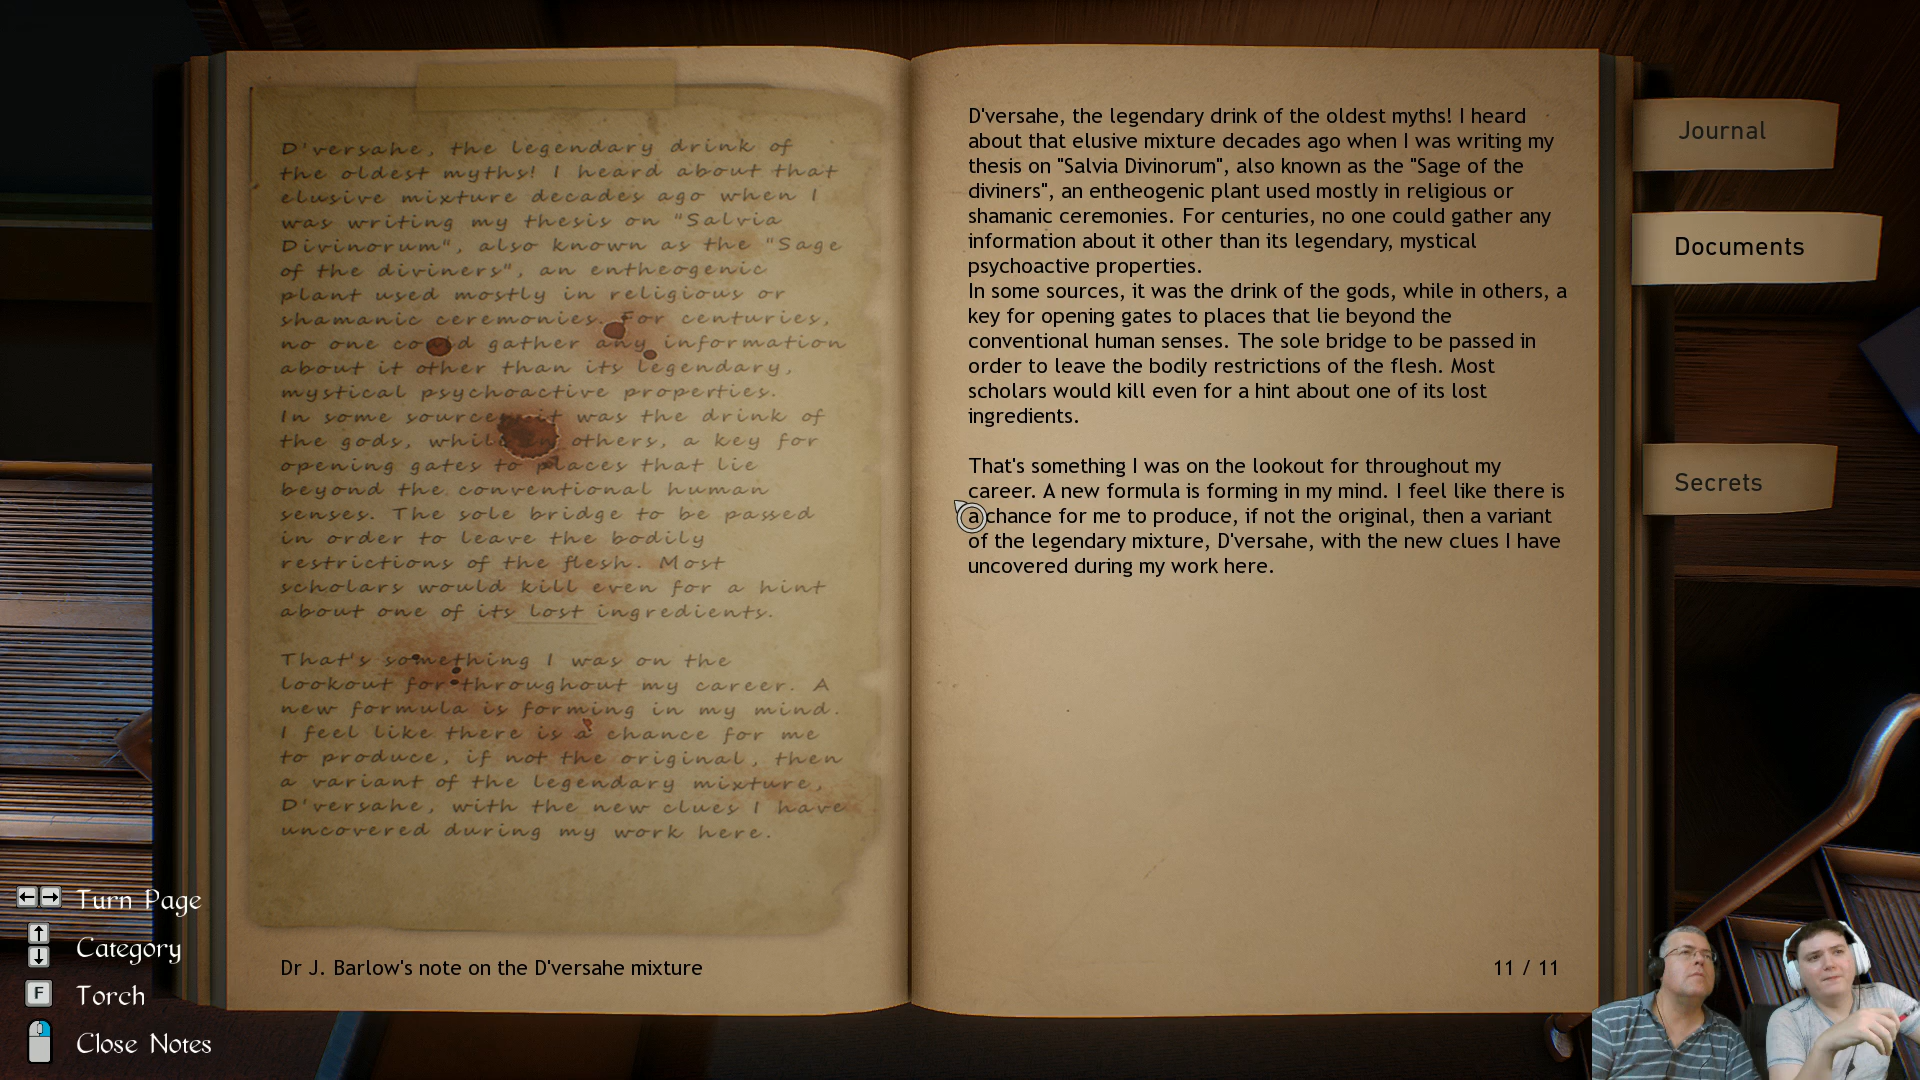 D'versahe, the legendary drink of
the oldest myths! I heard about that
elusive mixture decades ago when I
was writing my thesis on "Salvia
Divinorum", also known as the "Sage
of the diviners", an entheogenic
plant used mostly in religious or
shamanic ceremonies. For centuries,
no one could gather any information
about it other than its legendary,
mystical psychoactive properties.
In some sources, it was the drink of
the gods, while in others, a key for
opening gates to places that lie
beyond the conventional human
senses. The sole bridge to be passed
in order to leave the bodily
restrictions of the flesh. Most
scholars would kill even for a hint
about one of its lost ingredients.
That's something I was on the
lookout for throughout my career. A
new formula is forming in my mind.
I feel like there is a chance for me
to produce, if not the original, then
a variant of the legendary mixture,
D'versahe, with the new clues I have
uncovered during my work here.
Dr J. Barlow's note on the D'versahe mixture
D'versahe, the legendary drink of the oldest myths! I heard
about that elusive mixture decades ago when I was writing my
thesis on "Salvia Divinorum", also known as the "Sage of the
diviners", an entheogenic plant used mostly in religious or
shamanic ceremonies. For centuries, no one could gather any
information about it other than its legendary, mystical
psychoactive properties.
In some sources, it was the drink of the gods, while in others, a
key for opening gates to places that lie beyond the
conventional human senses. The sole bridge to be passed in
order to leave the bodily restrictions of the flesh. Most
scholars would kill even for a hint about one of its lost
ingredients.
That's something I was on the lookout for throughout my
career. A new formula is forming in my mind. I feel like there is
a chance for me to produce, if not the original, then a variant
of the legendary mixture, D'versahe, with the new clues I have
uncovered during my work here.
11 / 11
Journal
Documents
Secrets
Turn Page
Category
F Torch
Close Notes